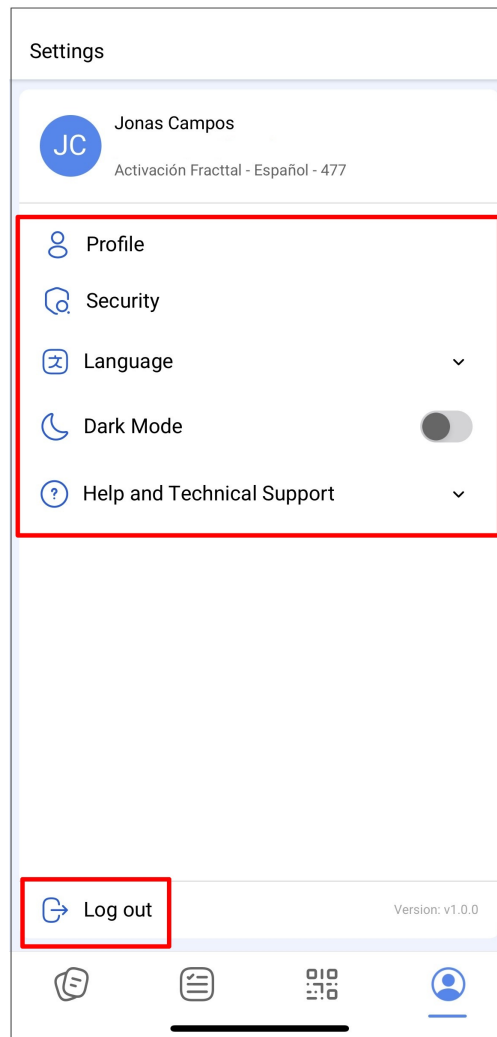 Settings
JC
Jonas Campos
Activación Fracttal - Español - 477
Profile
Security
Language
Dark Mode
Help and Technical Support
Log out
Version: v1.0.0